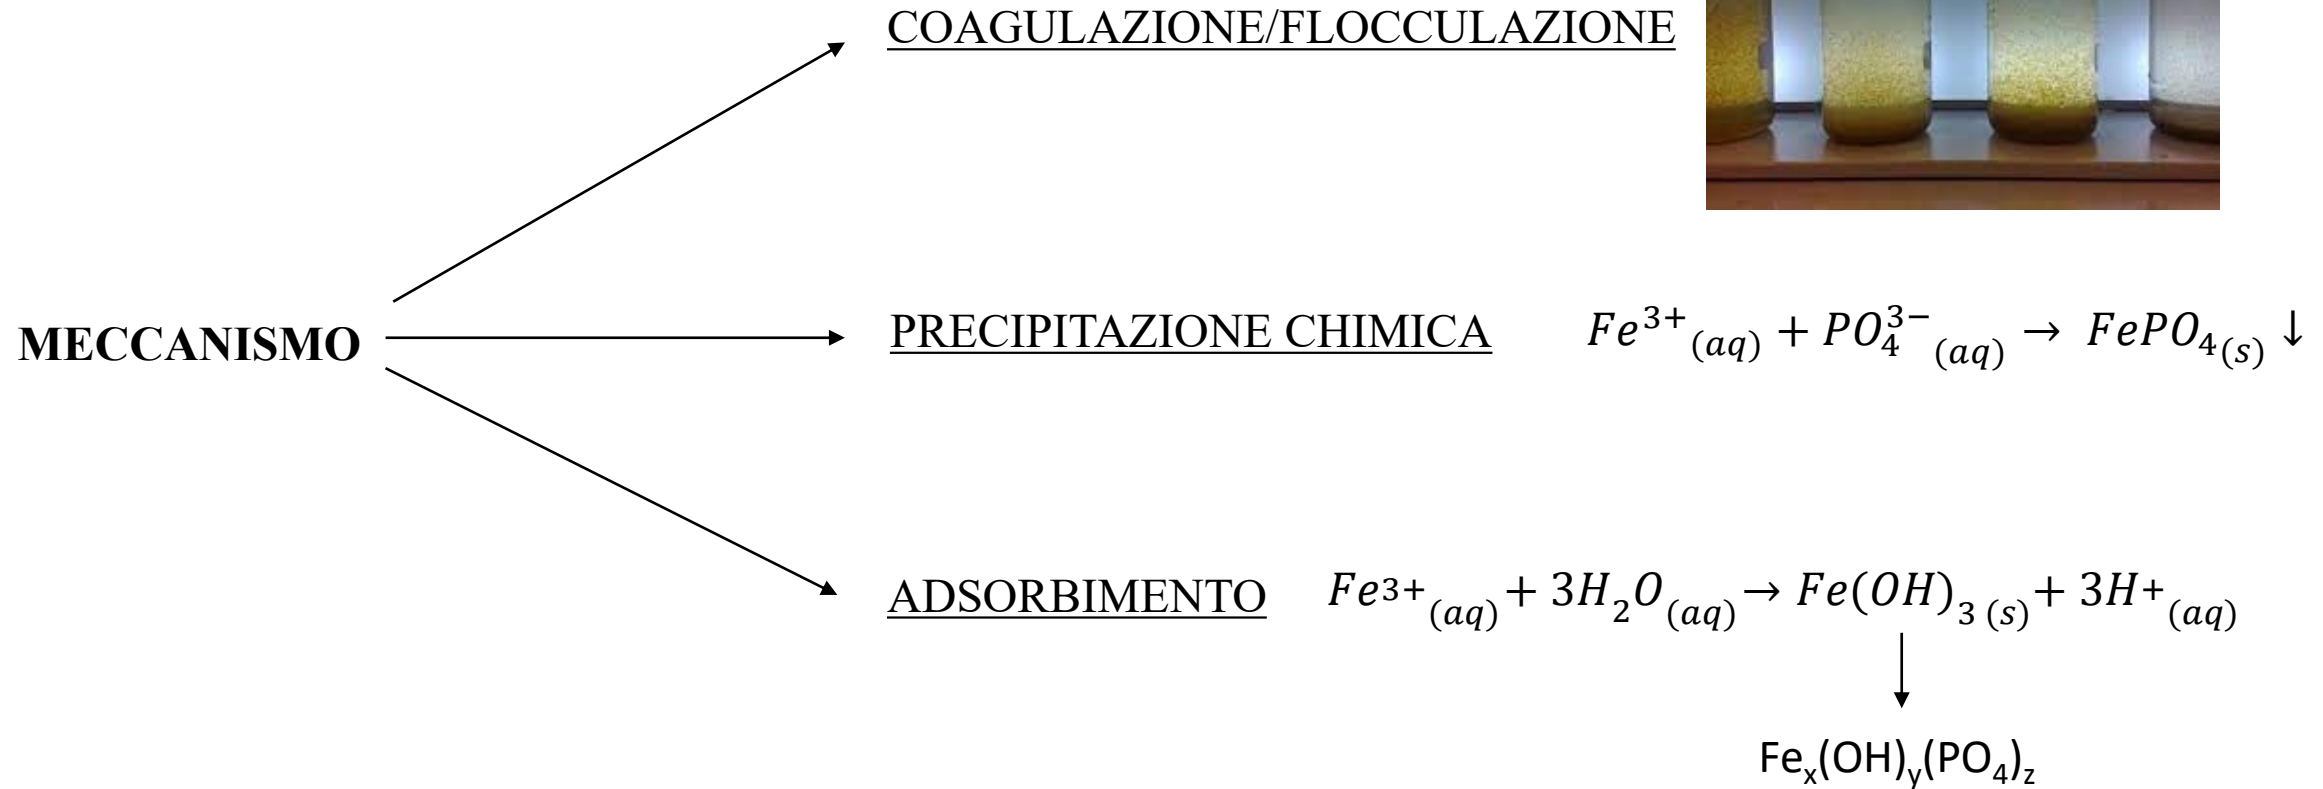 COAGULAZIONE/FLOCCULAZIONE
MECCANISMO
PRECIPITAZIONE CHIMICA
Fe³⁺(aq) + PO₄³⁻(aq) → FePO₄(s) ↓
ADSORBIMENTO
Fe3+(aq) + 3H₂O(aq) → Fe(OH)₃(s) + 3H+(aq)
Feₓ(OH)y(PO₄)z